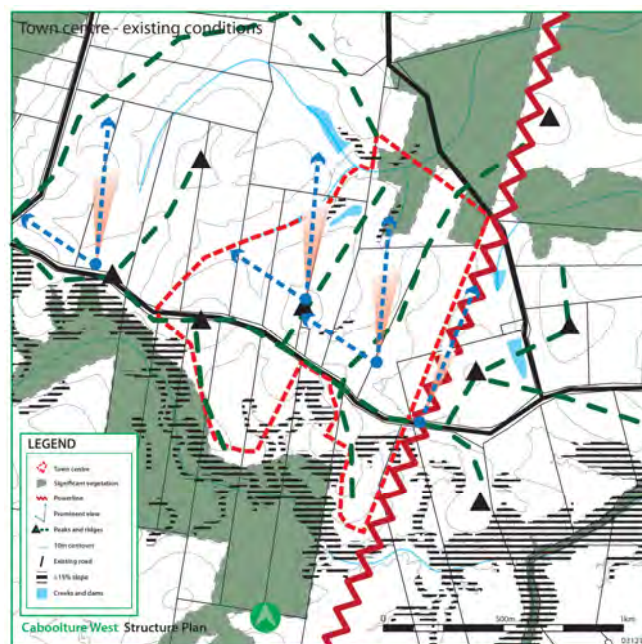 Town centre - existing conditions
LEGEND
Town centre
Significant vegetation
Powerline
Prominent view
Peaks and ridges
10m contours
Existing road
≥15% slope
Creeks and dams
Caboolture West Structure Plan
0
500m
1km